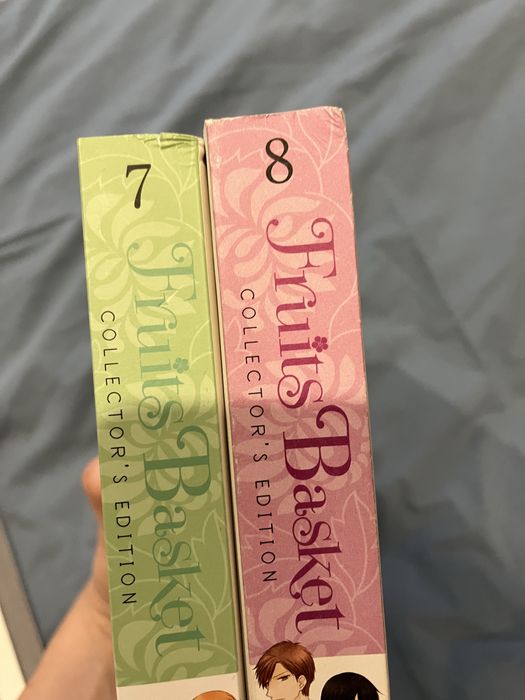 7
Fruits Basket
COLLECTOR'S EDITION
8
Fruits Basket
COLLECTOR'S EDITION